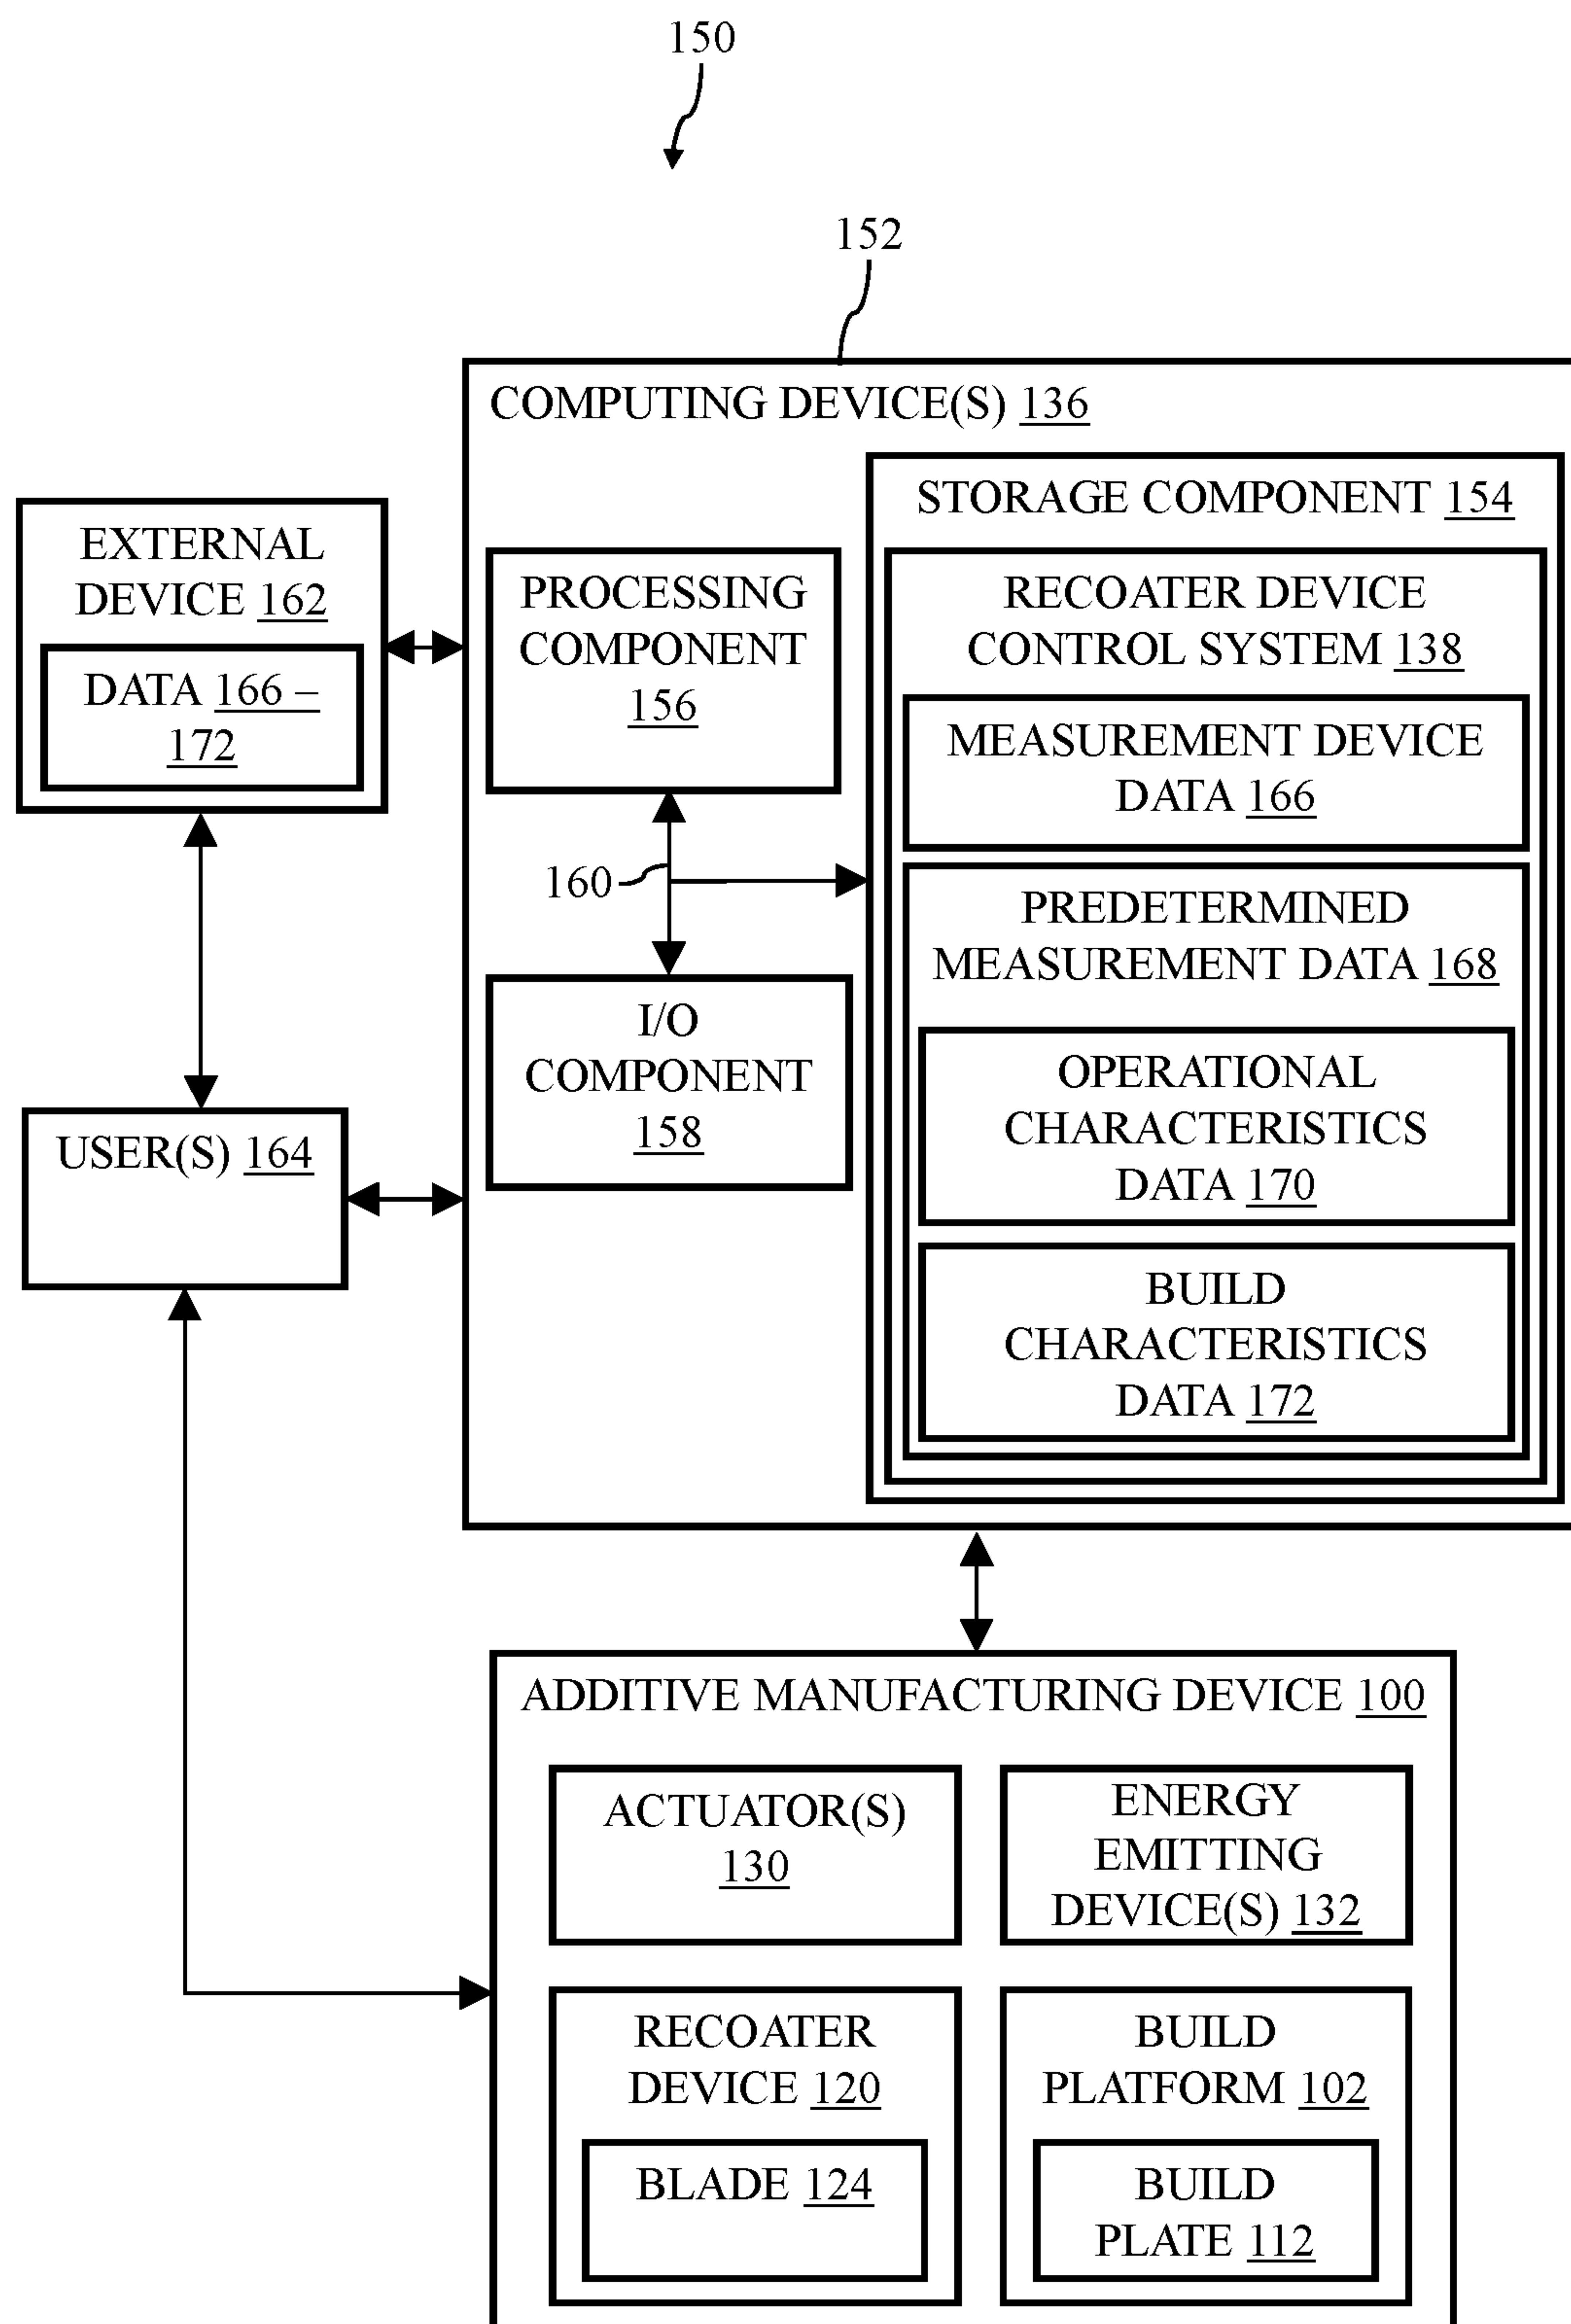 150
152
COMPUTING DEVICE(S) 136
EXTERNAL
DEVICE 162
DATA 166 –
172
PROCESSING
COMPONENT
156
160
I/O
COMPONENT
158
STORAGE COMPONENT 154
RECOATER DEVICE
CONTROL SYSTEM 138
MEASUREMENT DEVICE
DATA 166
PREDETERMINED
MEASUREMENT DATA 168
OPERATIONAL
CHARACTERISTICS
DATA 170
BUILD
CHARACTERISTICS
DATA 172
USER(S) 164
ADDITIVE MANUFACTURING DEVICE 100
ACTUATOR(S)
130
ENERGY
EMITTING
DEVICE(S) 132
RECOATER
DEVICE 120
BLADE 124
BUILD
PLATFORM 102
BUILD
PLATE 112